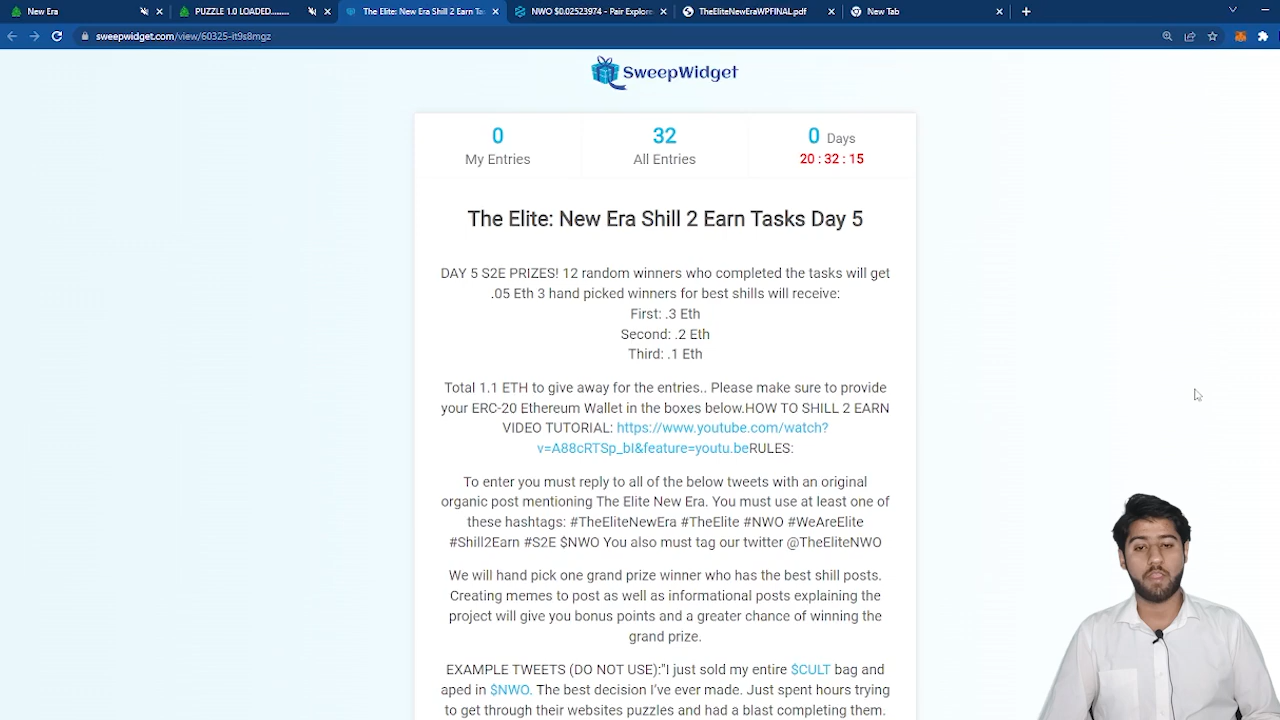 New Era
PUZZLE 1.0 LOADED........
The Elite: New Era Shill 2 Earn Ta
NWO $0.02523974 - Pair Explore
TheEliteNewEraWPFINAL.pdf
New Tab
sweepwidget.com/view/60325-it9s8mgz
SweepWidget
0
My Entries
32
All Entries
0 Days
20 : 32 : 15
The Elite: New Era Shill 2 Earn Tasks Day 5
DAY 5 S2E PRIZES! 12 random winners who completed the tasks will get
.05 Eth 3 hand picked winners for best shills will receive:
First: .3 Eth
Second: .2 Eth
Third: .1 Eth
Total 1.1 ETH to give away for the entries.. Please make sure to provide
your ERC-20 Ethereum Wallet in the boxes below.HOW TO SHILL 2 EARN
VIDEO TUTORIAL: https://www.youtube.com/watch?
v=A88cRTSp_bI&feature=youtu.beRULES:
To enter you must reply to all of the below tweets with an original
organic post mentioning The Elite New Era. You must use at least one of
these hashtags: #TheEliteNewEra #TheElite #NWO #WeAreElite
#Shill2Earn #S2E $NWO You also must tag our twitter @TheEliteNWO
We will hand pick one grand prize winner who has the best shill posts.
Creating memes to post as well as informational posts explaining the
project will give you bonus points and a greater chance of winning the
grand prize.
EXAMPLE TWEETS (DO NOT USE):"I just sold my entire $CULT bag and
aped in $NWO. The best decision I've ever made. Just spent hours trying
to get through their websites puzzles and had a blast completing them.